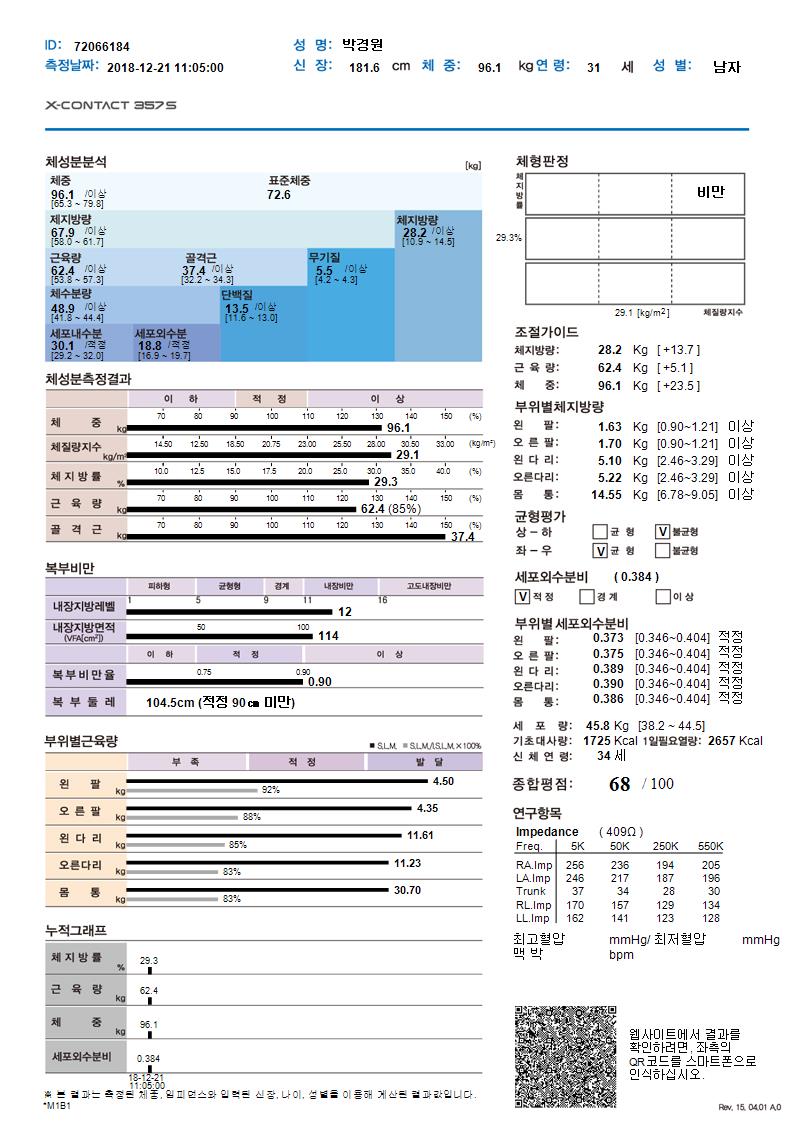 ID: 72066184 성 명: 박경원
측정날짜: 2018-12-21 11:05:00 신 장: 181.6 cm 체 중: 96.1 kg 연 령: 31 세 성 별: 남자
X-CONTACT 357S
체성분분석 [kg]
체중 표준체중
96.1 /이상 72.6
[65.3 ~ 79.8]
제지방량 체지방량
67.9 /이상 28.2 /이상
[58.0 ~ 61.7] [10.9 ~ 14.5]
근육량 골격근 무기질
62.4 /이상 37.4 /이상 5.5 /이상
[53.8 ~ 57.3] [32.2 ~ 34.3] [4.2 ~ 4.3]
체수분량 단백질
48.9 /이상 13.5 /이상
[41.8 ~ 44.4] [11.6 ~ 13.0]
세포내수분 세포외수분
30.1 /적정 18.8 /적정
[29.2 ~ 32.0] [16.9 ~ 19.7]
체성분측정결과
이 하 적 정 이 상
70 80 90 100 110 120 130 140 150 (%)
체 중 kg 96.1
14.50 12.50 18.50 20.75 23.00 25.50 28.00 30.50 33.00 (kg/m²)
체질량지수 kg/m² 29.1
10.0 12.5 15.0 17.5 20.0 25.0 30.0 35.0 40.0 (%)
체 지 방 률 % 29.3
70 80 90 100 110 120 130 140 150 (%)
근 육 량 kg 62.4 (85%)
70 80 90 100 110 120 130 140 150 (%)
골 격 근 kg 37.4
복부비만
피하형 균형형 경계 내장비만 고도내장비만
1 5 9 11 16
내장지방레벨 12
50 100
내장지방면적 (VFA[cm²]) 114
이 하 적 정 이 상
0.75 0.90
복부비만율 0.90
복 부 둘 레 104.5cm (적정 90㎝ 미만)
부위별근육량 ■ S.L.M. ■ S.L.M./I.S.L.M.×100%
부 족 적 정 발 달
왼 팔 kg 4.50
92%
오 른 팔 kg 4.35
88%
왼 다 리 kg 11.61
85%
오른다리 kg 11.23
83%
몸 통 kg 30.70
83%
누적그래프
체 지 방 률 % 29.3
근 육 량 kg 62.4
체 중 kg 96.1
세포외수분비 0.384
18-12-21
11:05:00
※ 본 결과는 측정된 체중, 임피던스와 입력된 신장, 나이, 성별을 이용해 계산된 결과값입니다.
*M1B1
체형판정
체지방률
비만
29.3%
29.1 [kg/m²] 체질량지수
조절가이드
체지방량: 28.2 Kg [ +13.7 ]
근 육 량: 62.4 Kg [ +5.1 ]
체 중: 96.1 Kg [ +23.5 ]
부위별체지방량
왼 팔: 1.63 Kg [0.90~1.21] 이상
오 른 팔: 1.70 Kg [0.90~1.21] 이상
왼 다 리: 5.10 Kg [2.46~3.29] 이상
오른다리: 5.22 Kg [2.46~3.29] 이상
몸 통: 14.55 Kg [6.78~9.05] 이상
균형평가
상 - 하 균 형 V 불균형
좌 - 우 V 균 형 불균형
세포외수분비 ( 0.384 )
V 적 정 경 계 이 상
부위별 세포외수분비
왼 팔: 0.373 [0.346~0.404] 적정
오 른 팔: 0.375 [0.346~0.404] 적정
왼 다 리: 0.389 [0.346~0.404] 적정
오른다리: 0.390 [0.346~0.404] 적정
몸 통: 0.386 [0.346~0.404] 적정
세 포 량: 45.8 Kg [38.2 ~ 44.5]
기초대사량: 1725 Kcal 1일필요열량: 2657 Kcal
신 체 연 령: 34 세
종합평점: 68 / 100
연구항목
Impedance ( 409Ω )
Freq. 5K 50K 250K 550K
RA.Imp 256 236 194 205
LA.Imp 246 217 187 196
Trunk 37 34 28 30
RL.Imp 170 157 129 134
LL.Imp 162 141 123 128
최고혈압 mmHg/ 최저혈압 mmHg
맥 박 bpm
웹사이트에서 결과를
확인하려면, 좌측의
QR코드를 스마트폰으로
인식하십시오.
Rev, 15, 04,01 A,0